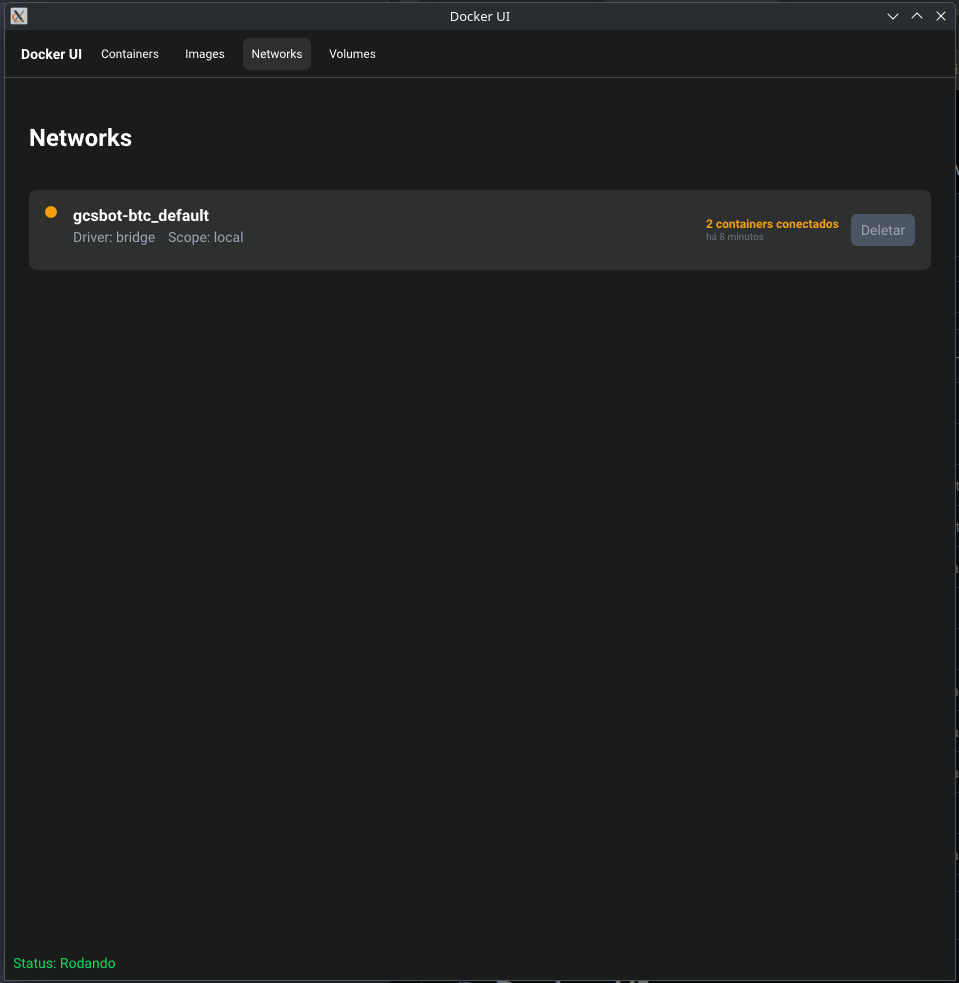 Docker UI
Docker UI Containers Images Networks Volumes
Networks
gcsbot-btc_default
Driver: bridge Scope: local
2 containers conectados
há 8 minutos
Deletar
Status: Rodando